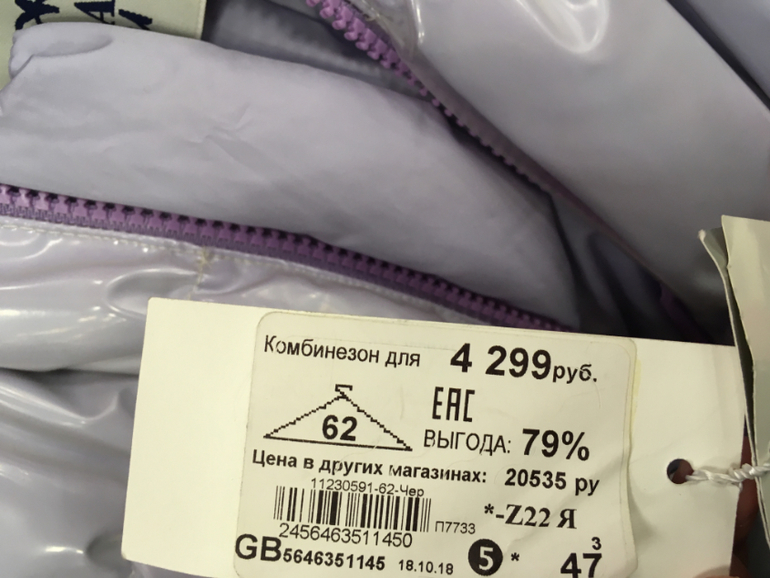 Ж
А
И
Комбинезон для 4 299руб.
ЕАС
62
ВЫГОДА: 79%
Цена в других магазинах: 20535 ру
11230591-62-Чер
*-Z22 Я
П7733
2456463511450
GB5646351145 18.10.18 5 * 47 3